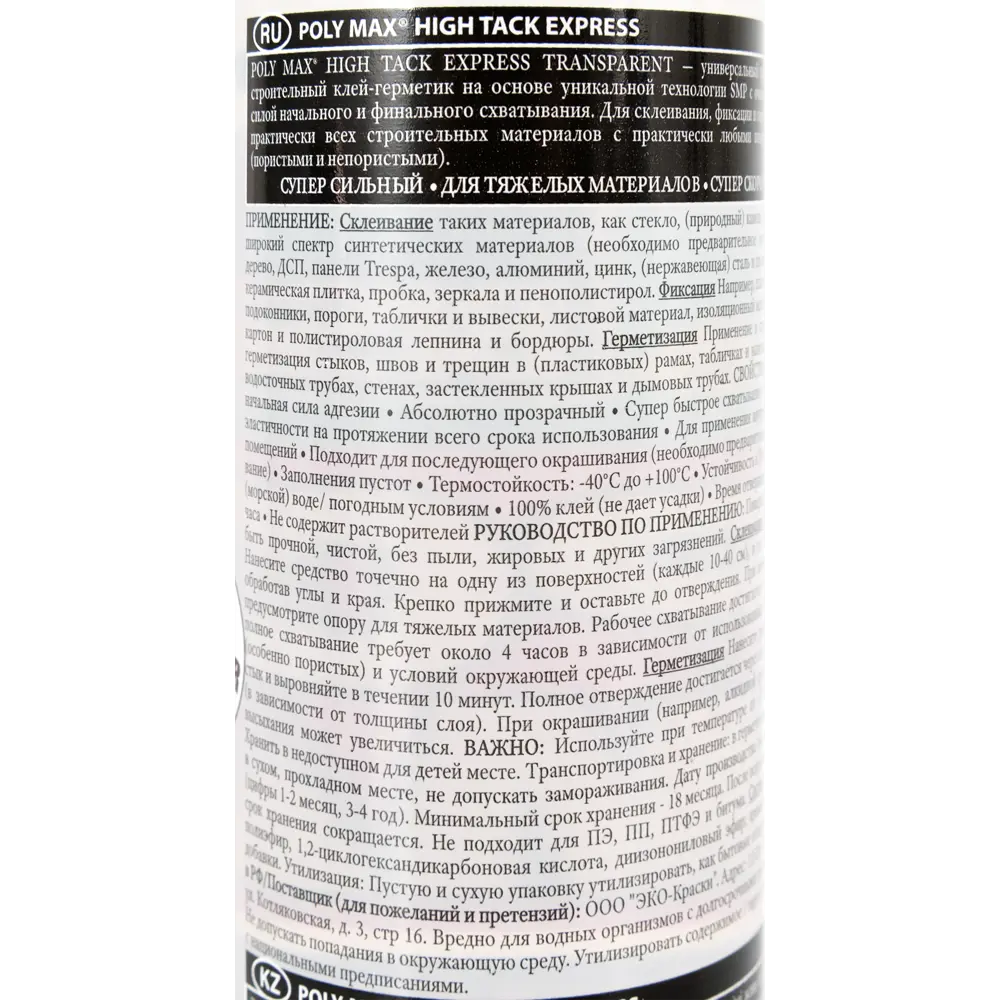 RU POLY MAX® HIGH TACK EXPRESS
POLY MAX® HIGH TACK EXPRESS TRANSPARENT – универсальный
строительный клей-герметик на основе уникальной технологии SMP с
силой начального и финального схватывания. Для склеивания, фиксации и
практически всех строительных материалов с практически любыми
(пористыми и непористыми).
СУПЕР СИЛЬНЫЙ • ДЛЯ ТЯЖЕЛЫХ МАТЕРИАЛОВ • СУПЕР
ПРИМЕНЕНИЕ: Склеивание таких материалов, как стекло, (природный)
широкий спектр синтетических материалов (необходимо предварительное
дерево, ДСП, панели Trespa, железо, алюминий, цинк, (нержавеющая) сталь и
керамическая плитка, пробка, зеркала и пенополистирол. Фиксация Например,
подоконники, пороги, таблички и вывески, листовой материал, изоляционный
картон и полистироловая лепнина и бордюры. Герметизация Применение в
герметизация стыков, швов и трещин в (пластиковых) рамах, табличках и
водосточных трубах, стенах, застекленных крышах и дымовых трубах.
начальная сила адгезии • Абсолютно прозрачный • Супер быстрое
эластичности на протяжении всего срока использования • Для применения
помещений • Подходит для последующего окрашивания (необходимо
вание) • Заполнения пустот • Термостойкость: -40°C до +100°C • Устойчивость
(морской) воде/ погодным условиям • 100% клей (не дает усадки) • Время
часа • Не содержит растворителей РУКОВОДСТВО ПО ПРИМЕНЕНИЮ:
быть прочной, чистой, без пыли, жировых и других загрязнений.
Нанесите средство точечно на одну из поверхностей (каждые 10-40 см),
обработав углы и края. Крепко прижмите и оставьте до отверждения. При
предусмотрите опору для тяжелых материалов. Рабочее схватывание
полное схватывание требует около 4 часов в зависимости от
(особенно пористых) и условий окружающей среды. Герметизация Нанесите
стык и выровняйте в течении 10 минут. Полное отверждение достигается
(в зависимости от толщины слоя). При окрашивании (например,
высыхания может увеличиться. ВАЖНО: Используйте при температуре
Хранить в недоступном для детей месте. Транспортировка и хранение: в
в сухом, прохладном месте, не допускать замораживания. Дату производства
(цифры 1-2 месяц, 3-4 год). Минимальный срок хранения - 18 месяца. После
срок хранения сокращается. Не подходит для ПЭ, ПП, ПТФЭ и битума.
полиэфир, 1,2-циклогександикарбоновая кислота, диизонониловый эфир,
добавки. Утилизация: Пустую и сухую упаковку утилизировать, как бытовые
в РФ/Поставщик (для пожеланий и претензий): ООО "ЭКО-Краски". Адрес:
ул. Котляковская, д. 3, стр 16. Вредно для водных организмов с
Не допускать попадания в окружающую среду. Утилизировать содержимое
с национальными предписаниями.
KZ